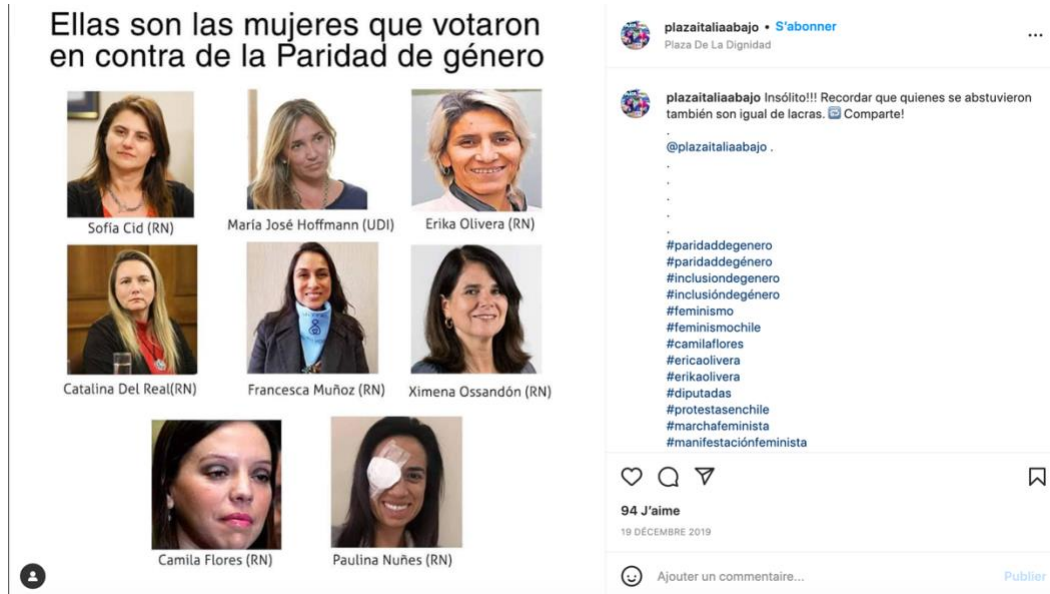 Ellas son las mujeres que votaron
en contra de la Paridad de género
Sofía Cid (RN)
María José Hoffmann (UDI)
Erika Olivera (RN)
Catalina Del Real(RN)
Francesca Muñoz (RN)
Ximena Ossandón (RN)
Camila Flores (RN)
Paulina Nuñes (RN)
plazaitaliaabajo • S'abonner
Plaza De La Dignidad
plazaitaliaabajo Insólito!!! Recordar que quienes se abstuvieron
también son igual de lacras. 🔁 Comparte!
.
@plazaitaliaabajo .
.
.
.
.
.
#paridaddegenero
#paridaddegénero
#inclusiondegenero
#inclusióndegénero
#feminismo
#feminismochile
#camilaflores
#ericaolivera
#erikaolivera
#diputadas
#protestasenchile
#marchafeminista
#manifestaciónfeminista
94 J'aime
19 DÉCEMBRE 2019
Ajouter un commentaire...
Publier